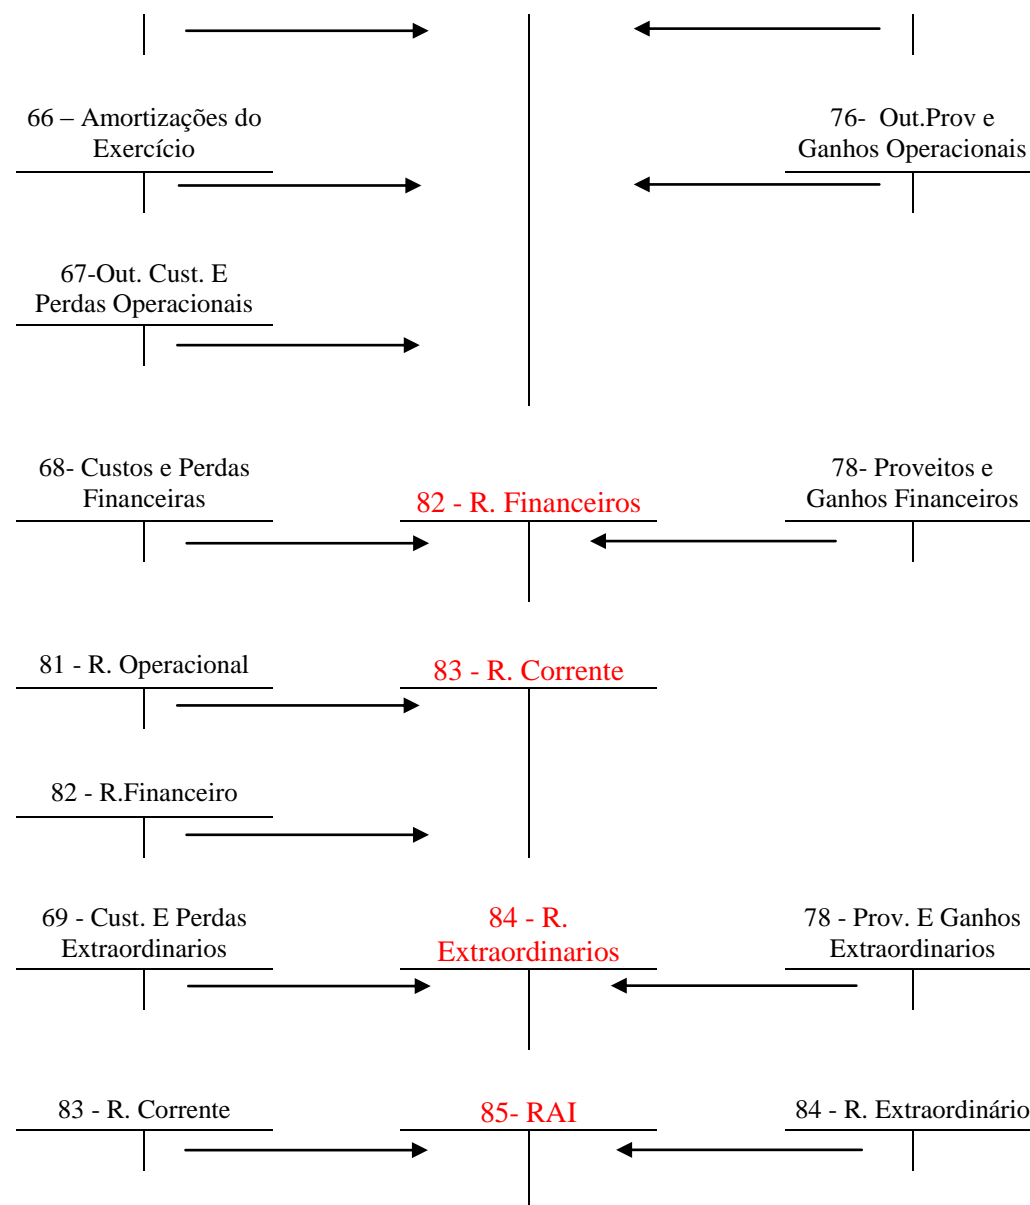 66 – Amortizações do
Exercício
76-  Out.Prov e
Ganhos Operacionais
67-Out. Cust. E
Perdas Operacionais
68- Custos e Perdas
Financeiras
82 - R. Financeiros
78- Proveitos e
Ganhos Financeiros
81 - R. Operacional
83 - R. Corrente
82 - R.Financeiro
69 - Cust. E Perdas
Extraordinarios
84 - R.
Extraordinarios
78 - Prov. E Ganhos
Extraordinarios
83 - R. Corrente
85- RAI
84 - R. Extraordinário